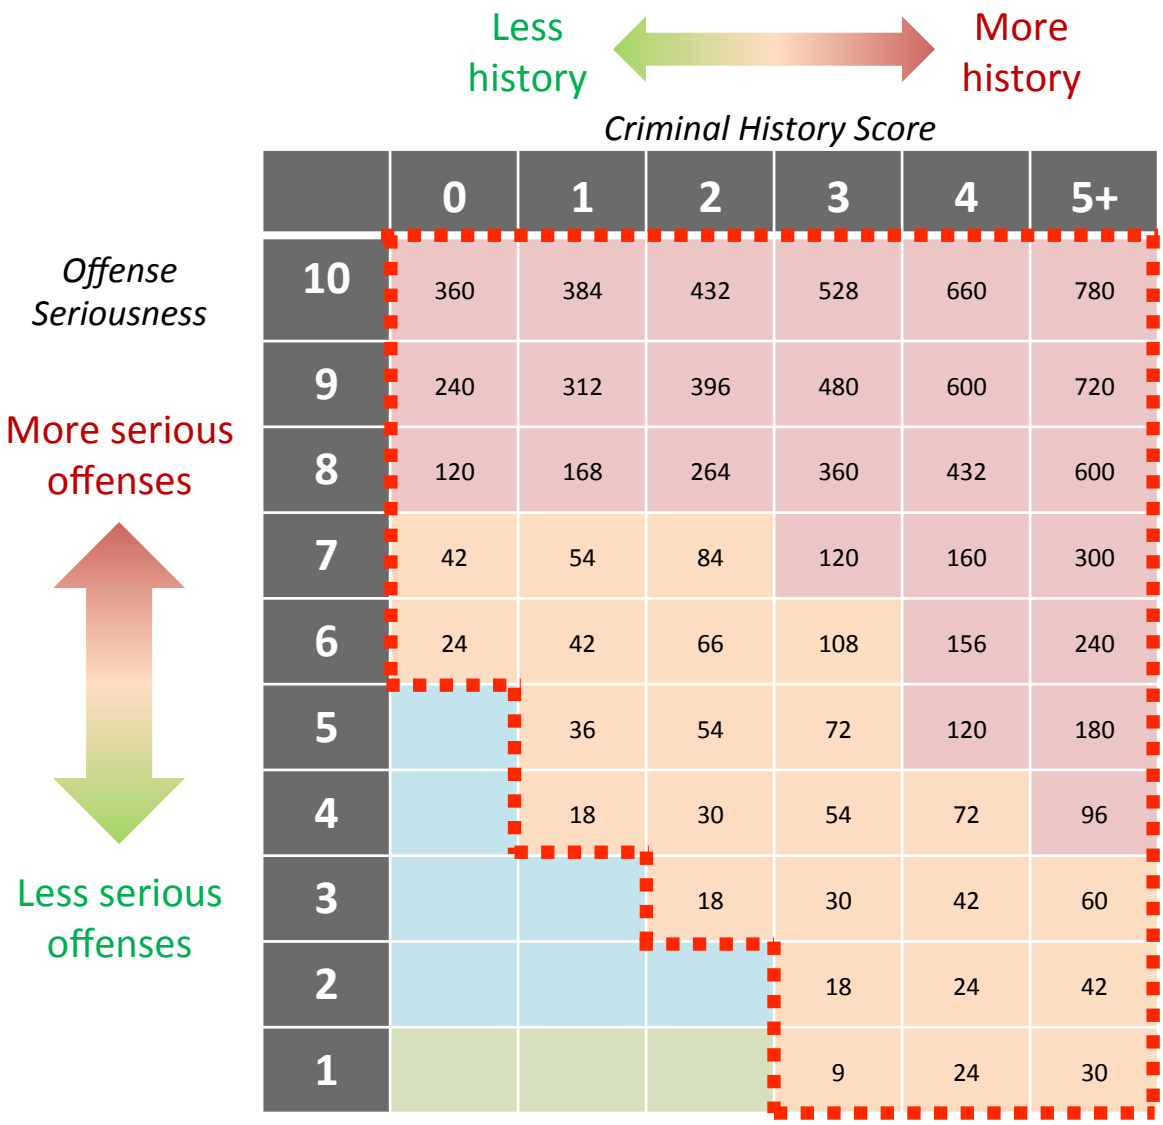 Less history
More history
Criminal History Score
0 1 2 3 4 5+
Offense Seriousness
10 360 384 432 528 660 780
9 240 312 396 480 600 720
More serious offenses
8 120 168 264 360 432 600
7 42 54 84 120 160 300
6 24 42 66 108 156 240
5 36 54 72 120 180
4 18 30 54 72 96
Less serious offenses
3 18 30 42 60
2 18 24 42
1 9 24 30